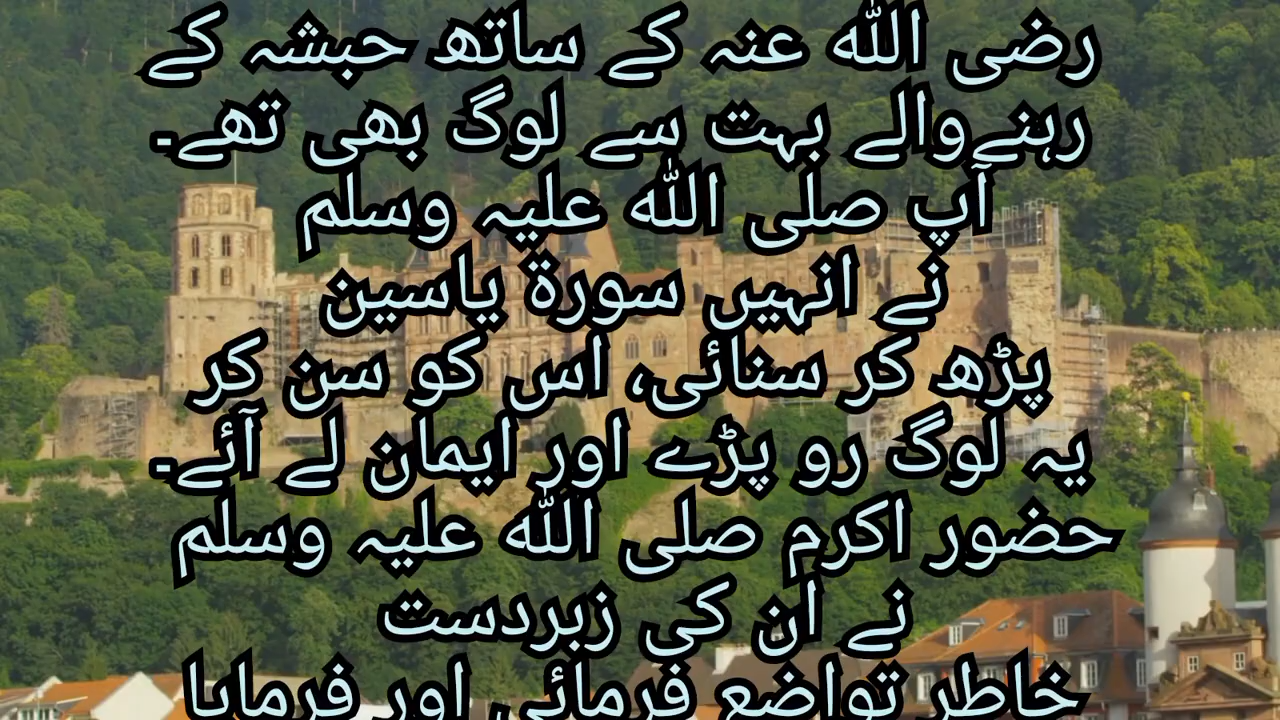 رضی اللہ عنہ کے ساتھ حبشہ کے
رہنےوالے بہت سے لوگ بھی تھے۔
آپ صلی اللہ علیہ وسلم
نے انہیں سورۃ یاسین
پڑھ کر سنائی، اس کو سن کر
یہ لوگ رو پڑے اور ایمان لے آئے۔
حضور اکرم صلی اللہ علیہ وسلم
نے ان کی زبردست
خاطر تواضع فرمائی اور فرمایا